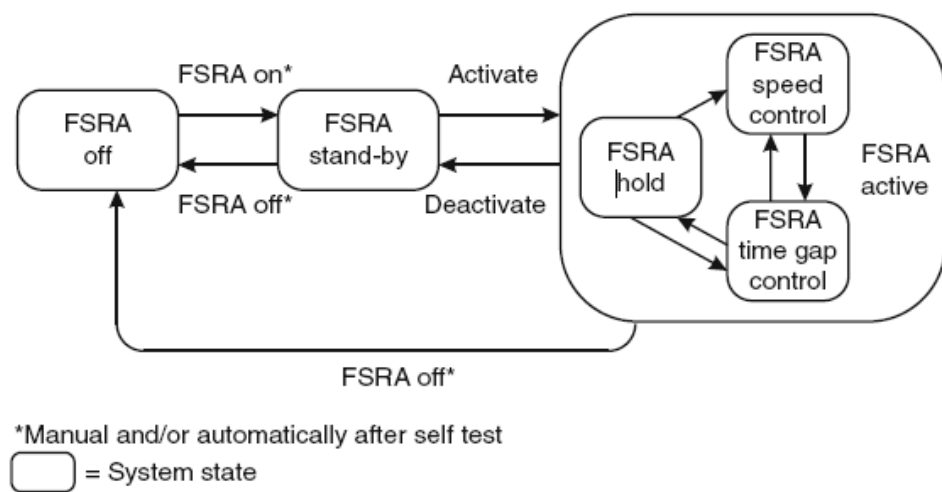 FSRA on*
Activate
FSRA
off
FSRA
stand-by
FSRA off*
Deactivate
FSRA
speed
control
FSRA
hold
FSRA
active
FSRA
time gap
control
FSRA off*
*Manual and/or automatically after self test
= System state